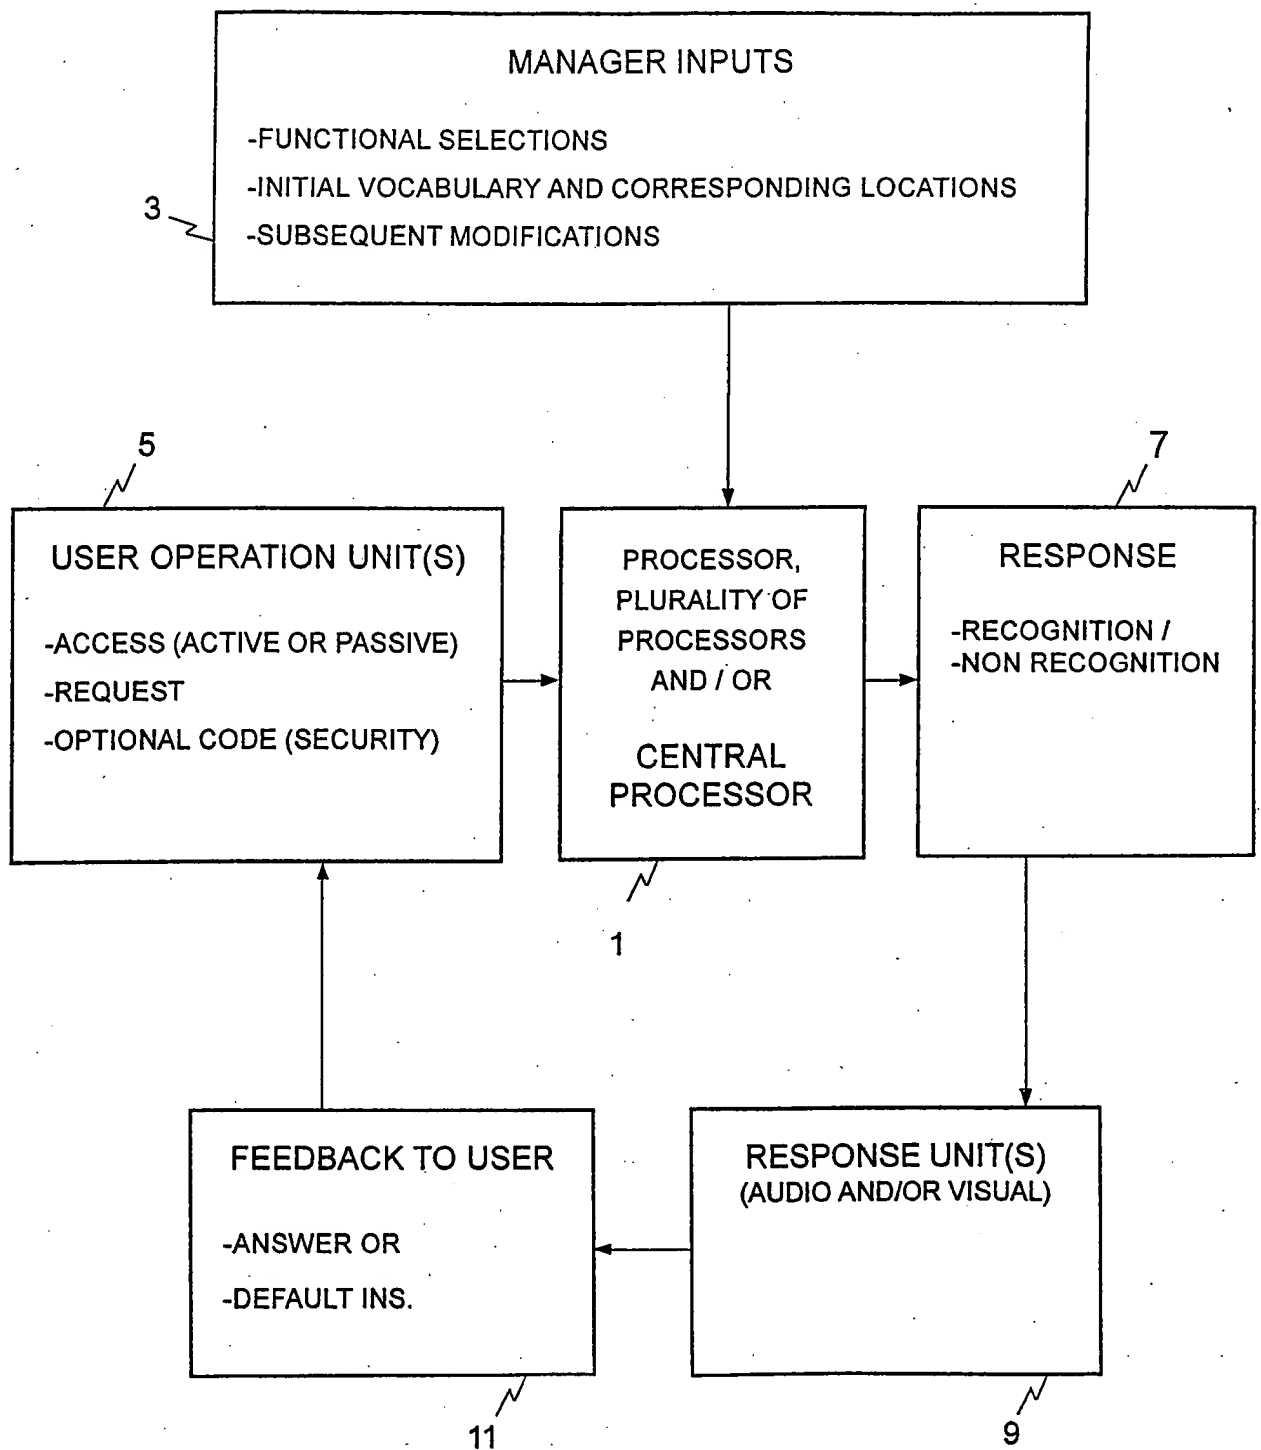 MANAGER INPUTS
-FUNCTIONAL SELECTIONS
-INITIAL VOCABULARY AND CORRESPONDING LOCATIONS
-SUBSEQUENT MODIFICATIONS
3
5
USER OPERATION UNIT(S)
-ACCESS (ACTIVE OR PASSIVE)
-REQUEST
-OPTIONAL CODE (SECURITY)
PROCESSOR,
PLURALITY OF
PROCESSORS
AND / OR
CENTRAL
PROCESSOR
1
7
RESPONSE
-RECOGNITION /
-NON RECOGNITION
FEEDBACK TO USER
-ANSWER OR
-DEFAULT INS.
11
RESPONSE UNIT(S)
(AUDIO AND/OR VISUAL)
9